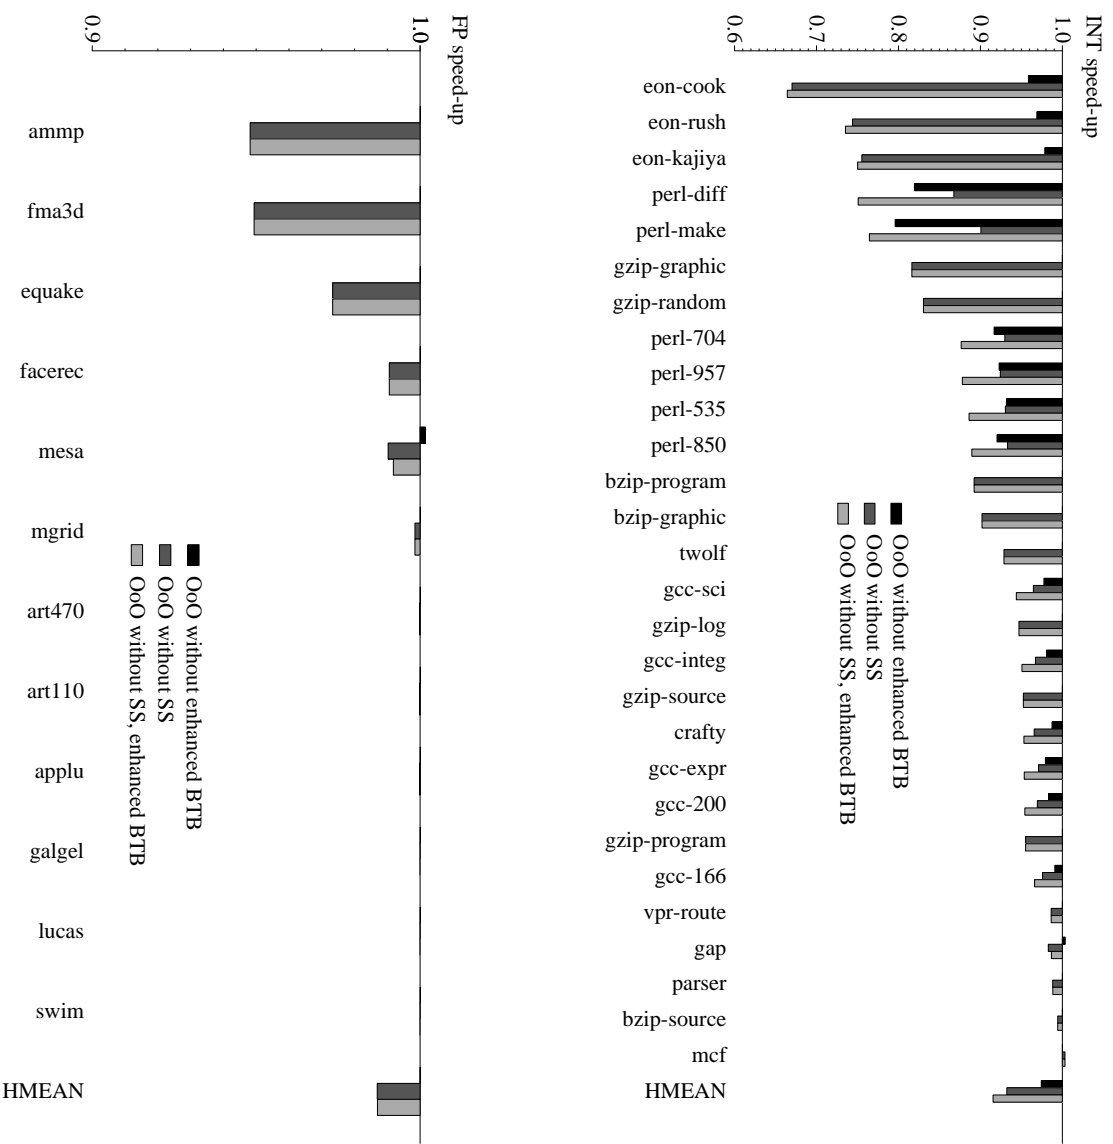 INT speed-up
1.0
0.9
0.8
0.7
0.6
eon-cook
eon-rush
eon-kajiya
perl-diff
perl-make
gzip-graphic
gzip-random
perl-704
perl-957
perl-535
perl-850
bzip-program
bzip-graphic
twolf
gcc-sci
gzip-log
gcc-integ
gzip-source
crafty
gcc-expr
gcc-200
gzip-program
gcc-166
vpr-route
gap
parser
bzip-source
mcf
HMEAN
OoO without enhanced BTB
OoO without SS
OoO without SS, enhanced BTB
FP speed-up
1.0
0.9
ammp
fma3d
equake
facerec
mesa
mgrid
art470
art110
applu
galgel
lucas
swim
HMEAN
OoO without enhanced BTB
OoO without SS
OoO without SS, enhanced BTB